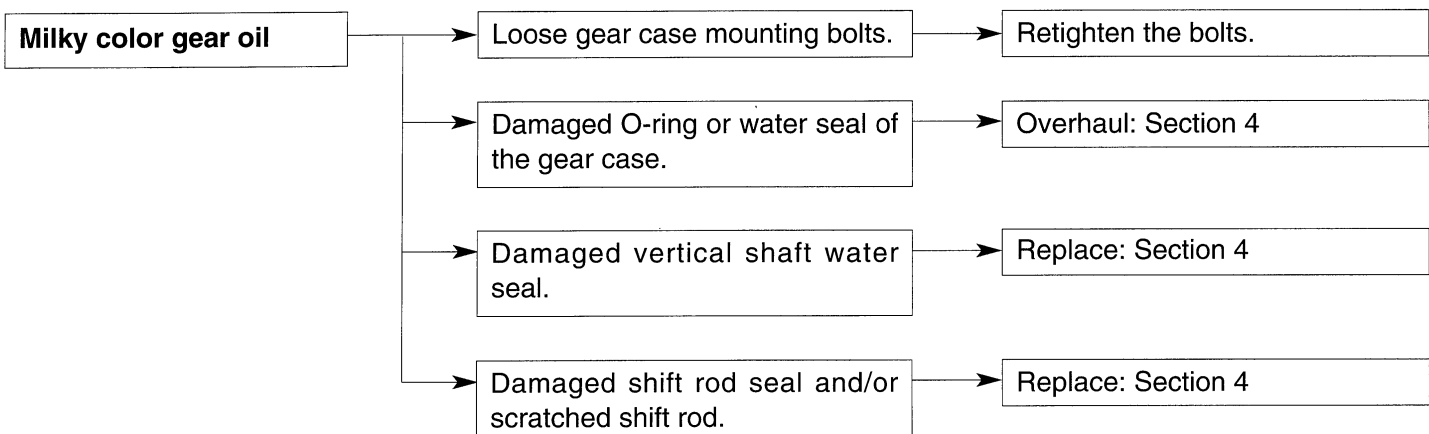 Milky color gear oil
Loose gear case mounting bolts.
Retighten the bolts.
Damaged O-ring or water seal of
the gear case.
Overhaul: Section 4
Damaged vertical shaft water
seal.
Replace: Section 4
Damaged shift rod seal and/or
scratched shift rod.
Replace: Section 4